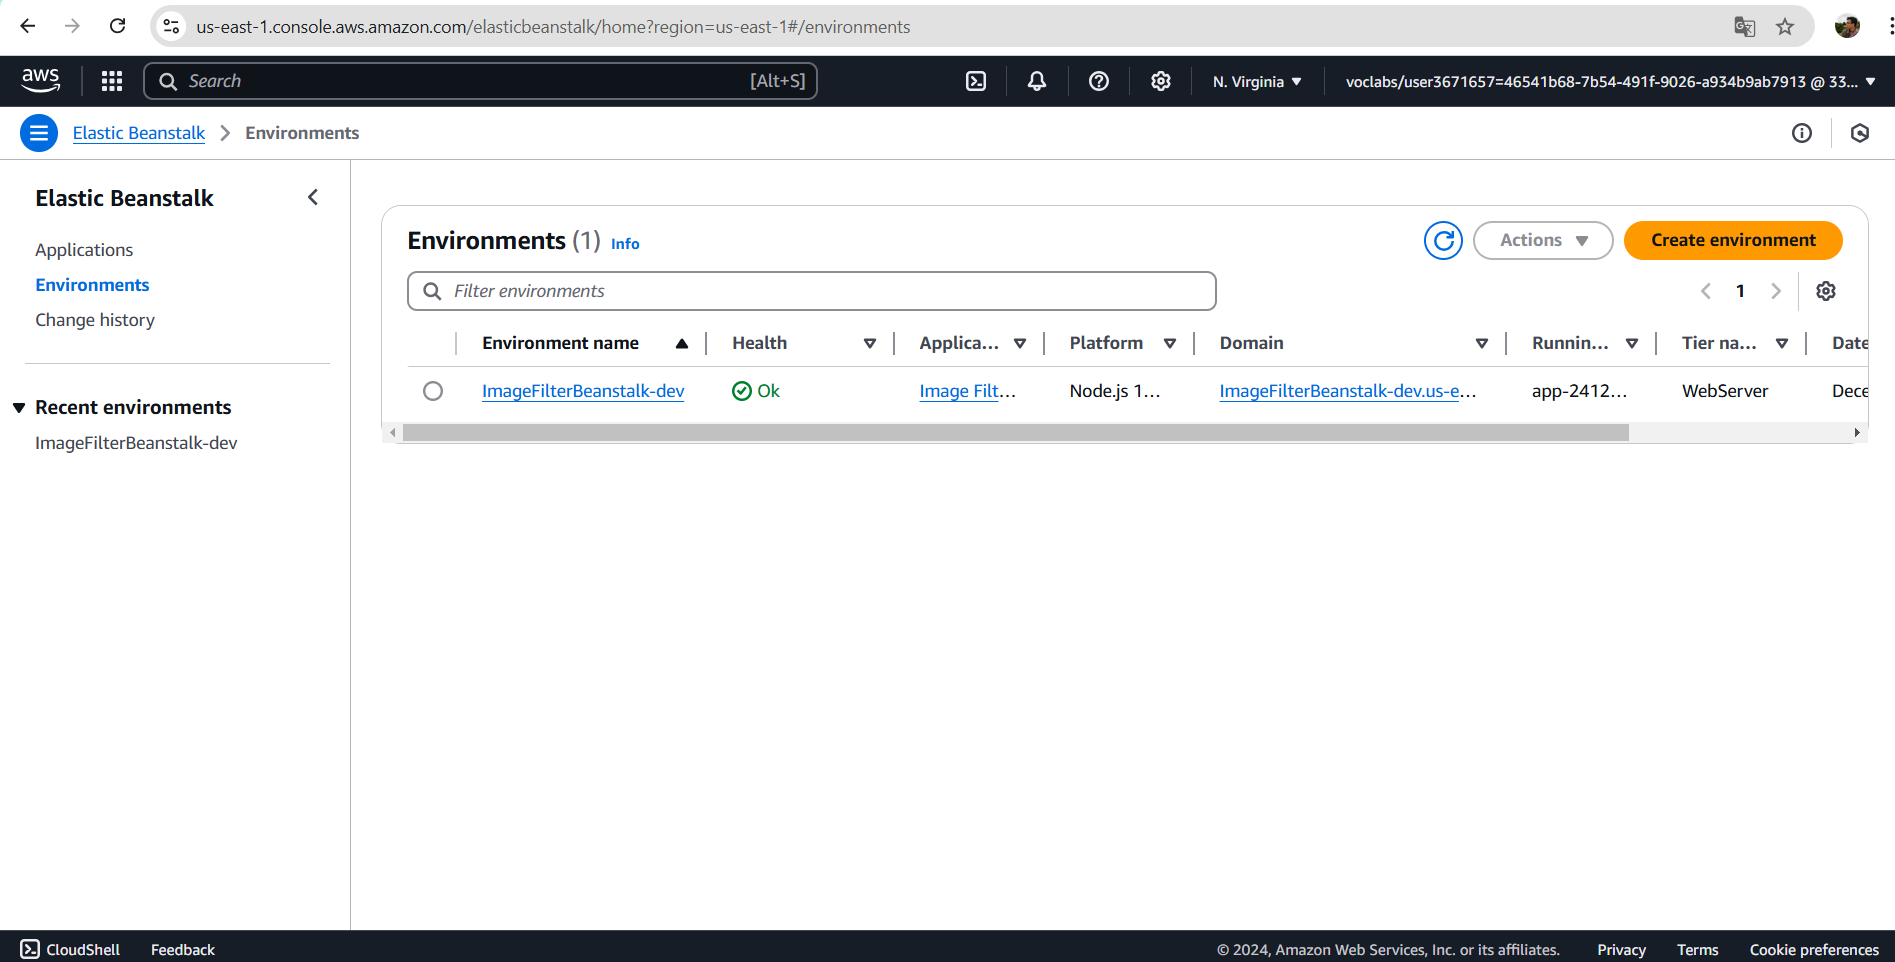 us-east-1.console.aws.amazon.com/elasticbeanstalk/home?region=us-east-1#/environments
aws Search [Alt+S] N. Virginia voclabs/user3671657=46541b68-7b54-491f-9026-a934b9ab7913 @ 33...
Elastic Beanstalk Environments
Elastic Beanstalk
Applications
Environments
Change history
Recent environments
ImageFilterBeanstalk-dev
Environments (1) Info Actions Create environment
Filter environments 1
Environment name Health Applica... Platform Domain Runnin... Tier na... Date
ImageFilterBeanstalk-dev Ok Image Filt... Node.js 1... ImageFilterBeanstalk-dev.us-e... app-2412... WebServer Dece
CloudShell Feedback © 2024, Amazon Web Services, Inc. or its affiliates. Privacy Terms Cookie preferences